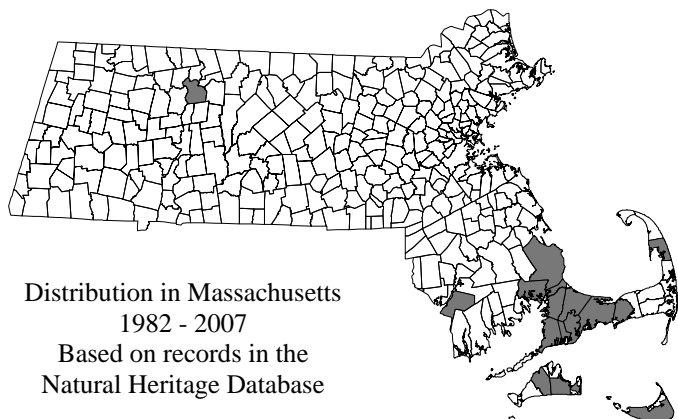 Distribution in Massachusetts
1982 - 2007
Based on records in the
Natural Heritage Database